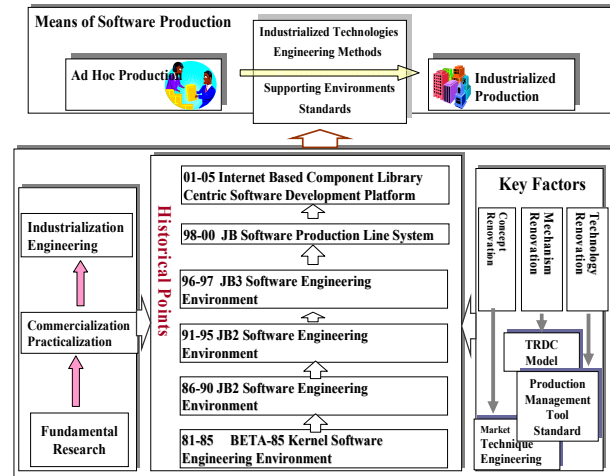 Means of Software Production
Ad Hoc Production
Industrialized Technologies
Engineering Methods
Supporting Environments
Standards
Industrialized
Production
Industrialization
Engineering
Commercialization
Practicalization
Fundamental
Research
Historical Points
01-05 Internet Based Component Library
Centric Software Development Platform
98-00 JB Software Production Line System
96-97 JB3 Software Engineering
Environment
91-95 JB2 Software Engineering
Environment
86-90 JB2 Software Engineering
Environment
81-85 BETA-85 Kernel Software
Engineering Environment
Key Factors
Concept
Renovation
Mechanism
Renovation
Technology
Renovation
TRDC
Model
Production
Management
Tool
Standard
Market
Technique
Engineering